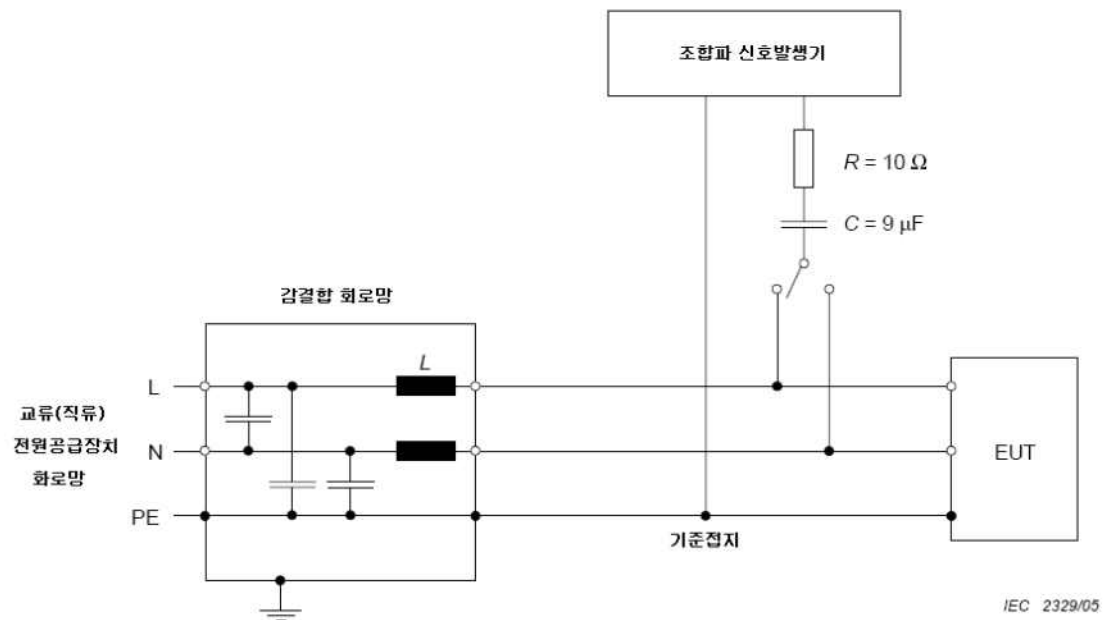 조합파 신호발생기
R = 10 Ω
C = 9 μF
감결합 회로망
L
L
교류(직류)
전원공급장치
화로망
N
EUT
PE
기준접지
IEC 2329/05